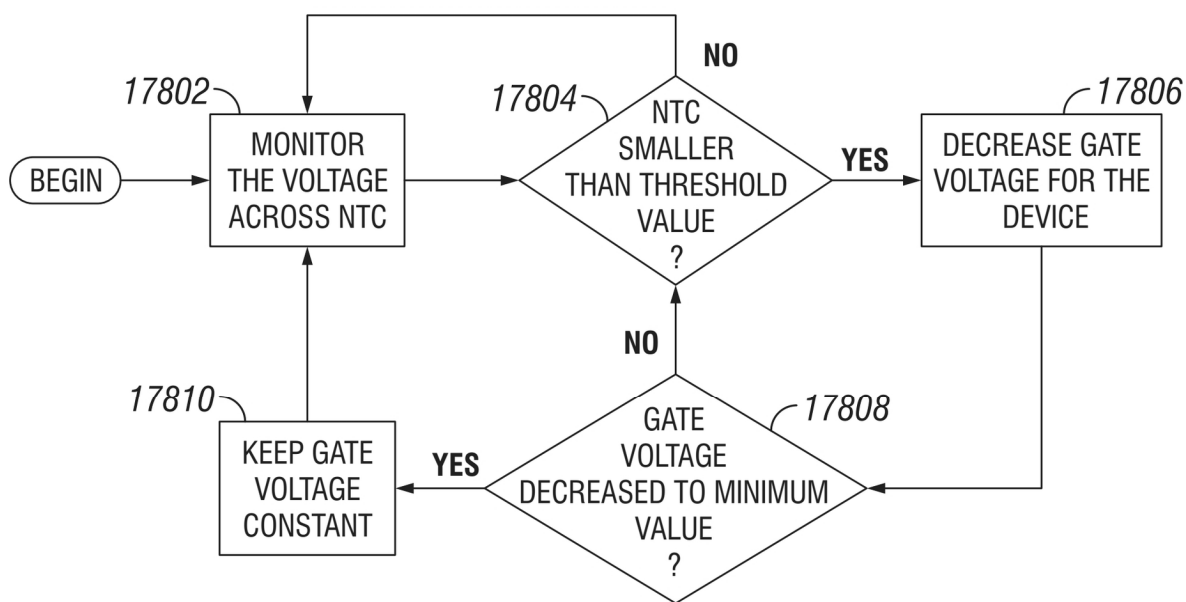 NO
17802
17804
17806
BEGIN
MONITOR
THE VOLTAGE
ACROSS NTC
NTC
SMALLER
THAN THRESHOLD
VALUE
?
YES
DECREASE GATE
VOLTAGE FOR THE
DEVICE
NO
17810
17808
KEEP GATE
VOLTAGE
CONSTANT
YES
GATE
VOLTAGE
DECREASED TO MINIMUM
VALUE
?